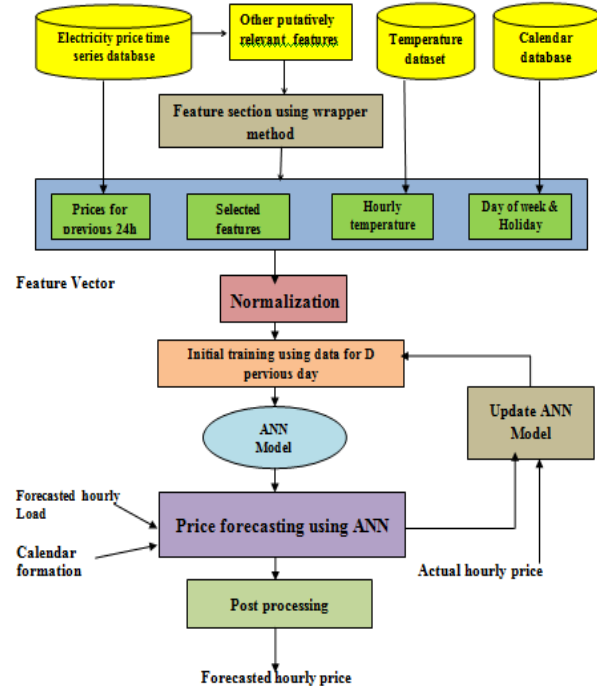 Electricity price time
series database
Other putatively
relevant features
Temperature
dataset
Calendar
database
Feature section using wrapper
method
Prices for
previous 24h
Selected
features
Hourly
temperature
Day of week &
Holiday
Feature Vector
Normalization
Initial training using data for D
pervious day
ANN
Model
Update ANN
Model
Forecasted hourly
Load
Price forecasting using ANN
Calendar
formation
Actual hourly price
Post processing
Forecasted hourly price